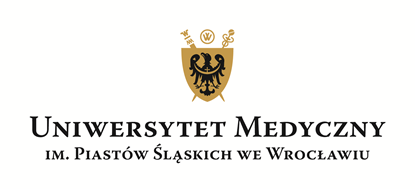 W
UNIWERSYTET MEDYCZNY
IM. PIASTÓW ŚLĄSKICH WE WROCŁAWIU